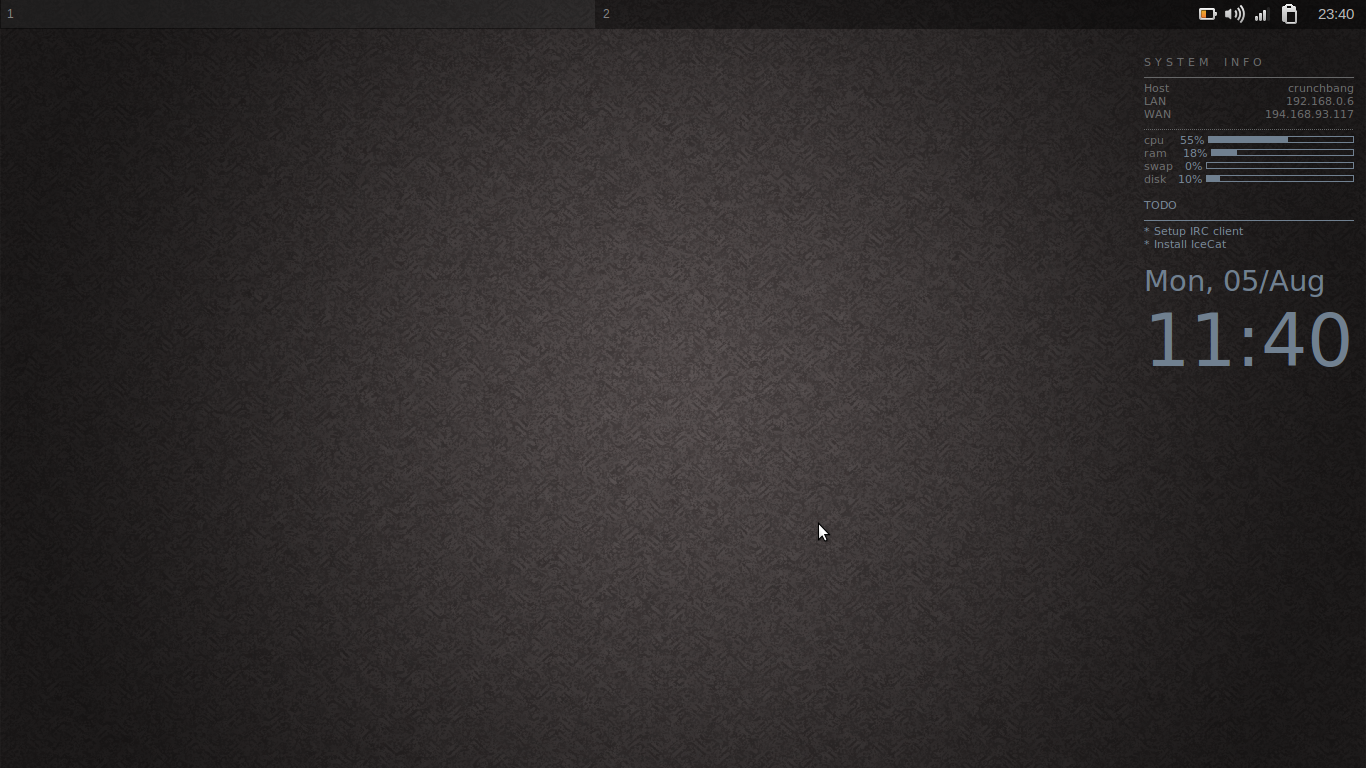 1
2
23:40
SYSTEM INFO
Host crunchbang
LAN 192.168.0.6
WAN 194.168.93.117
cpu 55%
ram 18%
swap 0%
disk 10%
TODO
* Setup IRC client
* Install IceCat
Mon, 05/Aug
11:40